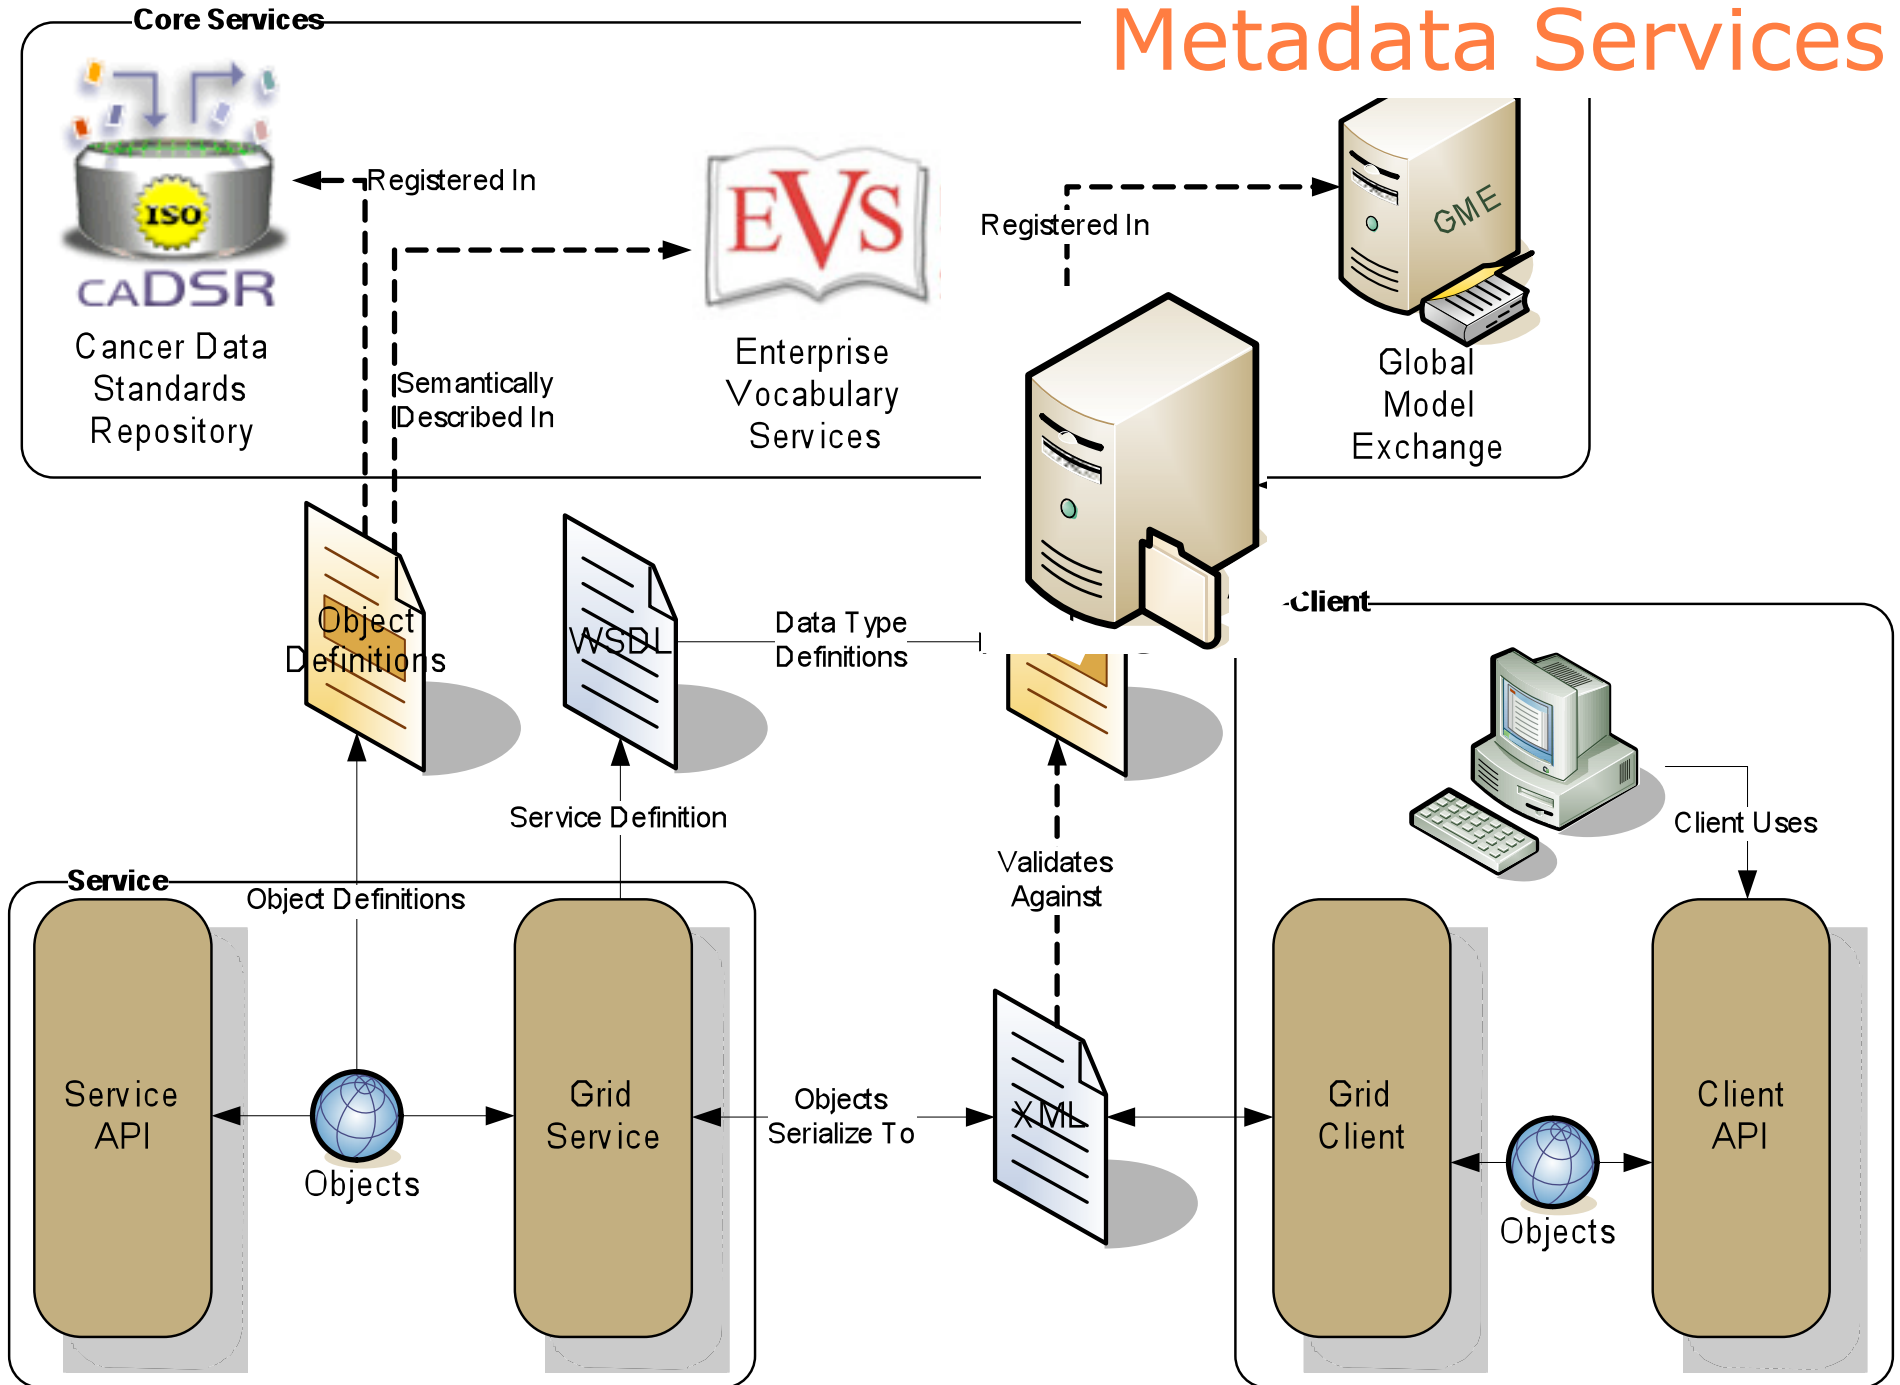 Core Services
Metadata Services
ISO
caDSR
Cancer Data
Standards
Repository
Registered In
Semantically
Described In
EVS
Enterprise
Vocabulary
Services
Registered In
GME
Global
Model
Exchange
Object
Definitions
WSDL
Data Type
Definitions
Client
Service Definition
Client Uses
Validates
Against
Service
Object Definitions
Service
API
Objects
Grid
Service
Objects
Serialize To
XML
Grid
Client
Objects
Client
API